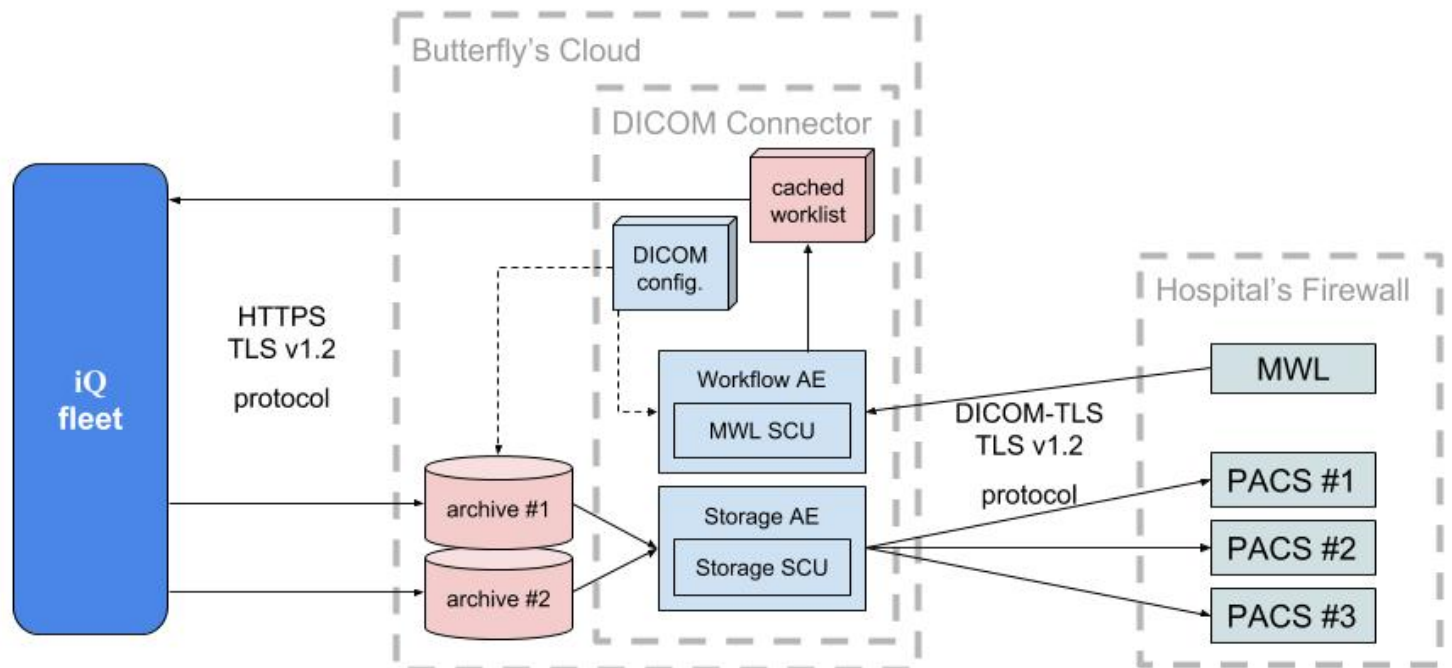 Butterfly's Cloud
DICOM Connector
cached
worklist
DICOM
config.
Hospital's Firewall
HTTPS
TLS v1.2
protocol
iQ
fleet
Workflow AE
MWL SCU
MWL
DICOM-TLS
TLS v1.2
protocol
archive #1
archive #2
Storage AE
Storage SCU
PACS #1
PACS #2
PACS #3